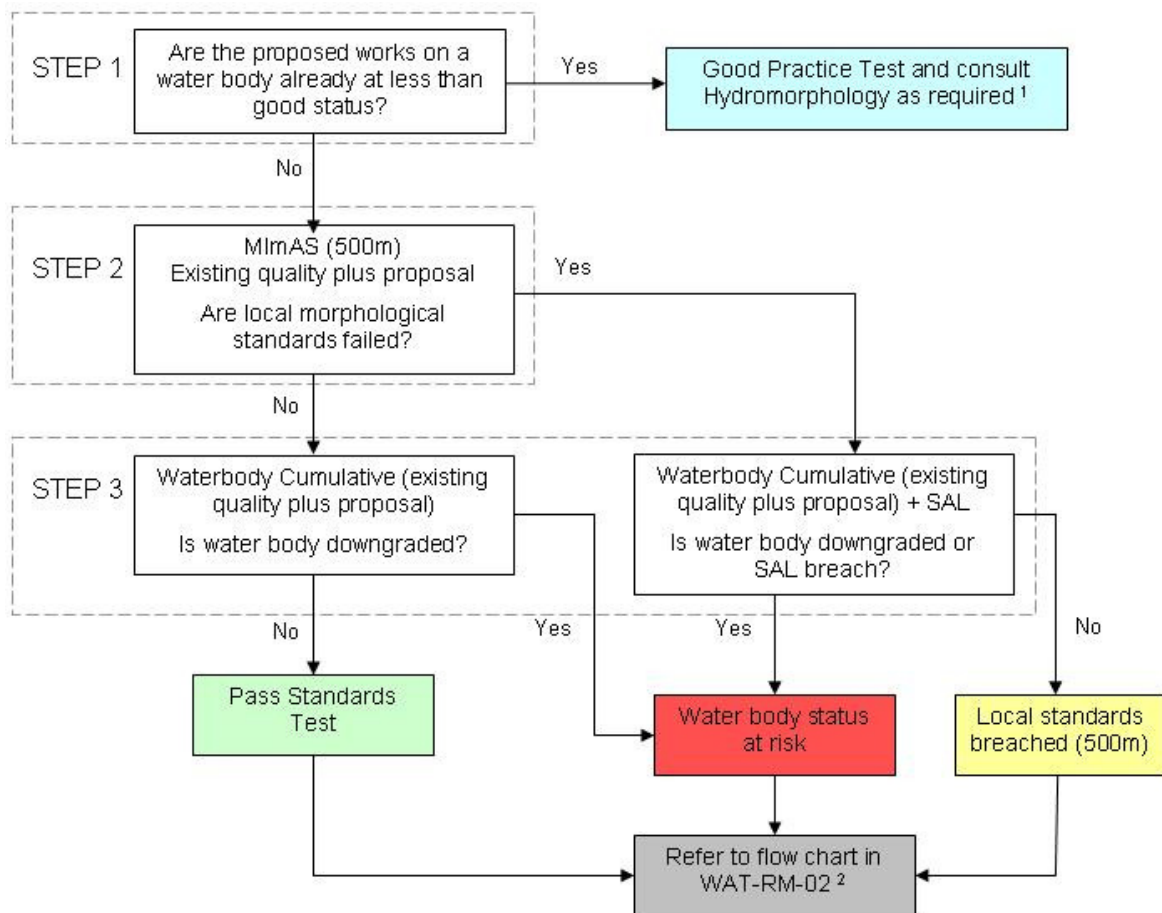 STEP 1
Are the proposed works on a
water body already at less than
good status?
Yes
Good Practice Test and consult
Hydromorphology as required ¹
No
STEP 2
MImAS (500m)
Existing quality plus proposal
Are local morphological
standards failed?
Yes
No
STEP 3
Waterbody Cumulative (existing
quality plus proposal)
Is water body downgraded?
Waterbody Cumulative (existing
quality plus proposal) + SAL
Is water body downgraded or
SAL breach?
No
Yes
Yes
No
Pass Standards
Test
Water body status
at risk
Local standards
breached (500m)
Refer to flow chart in
WAT-RM-02 ²